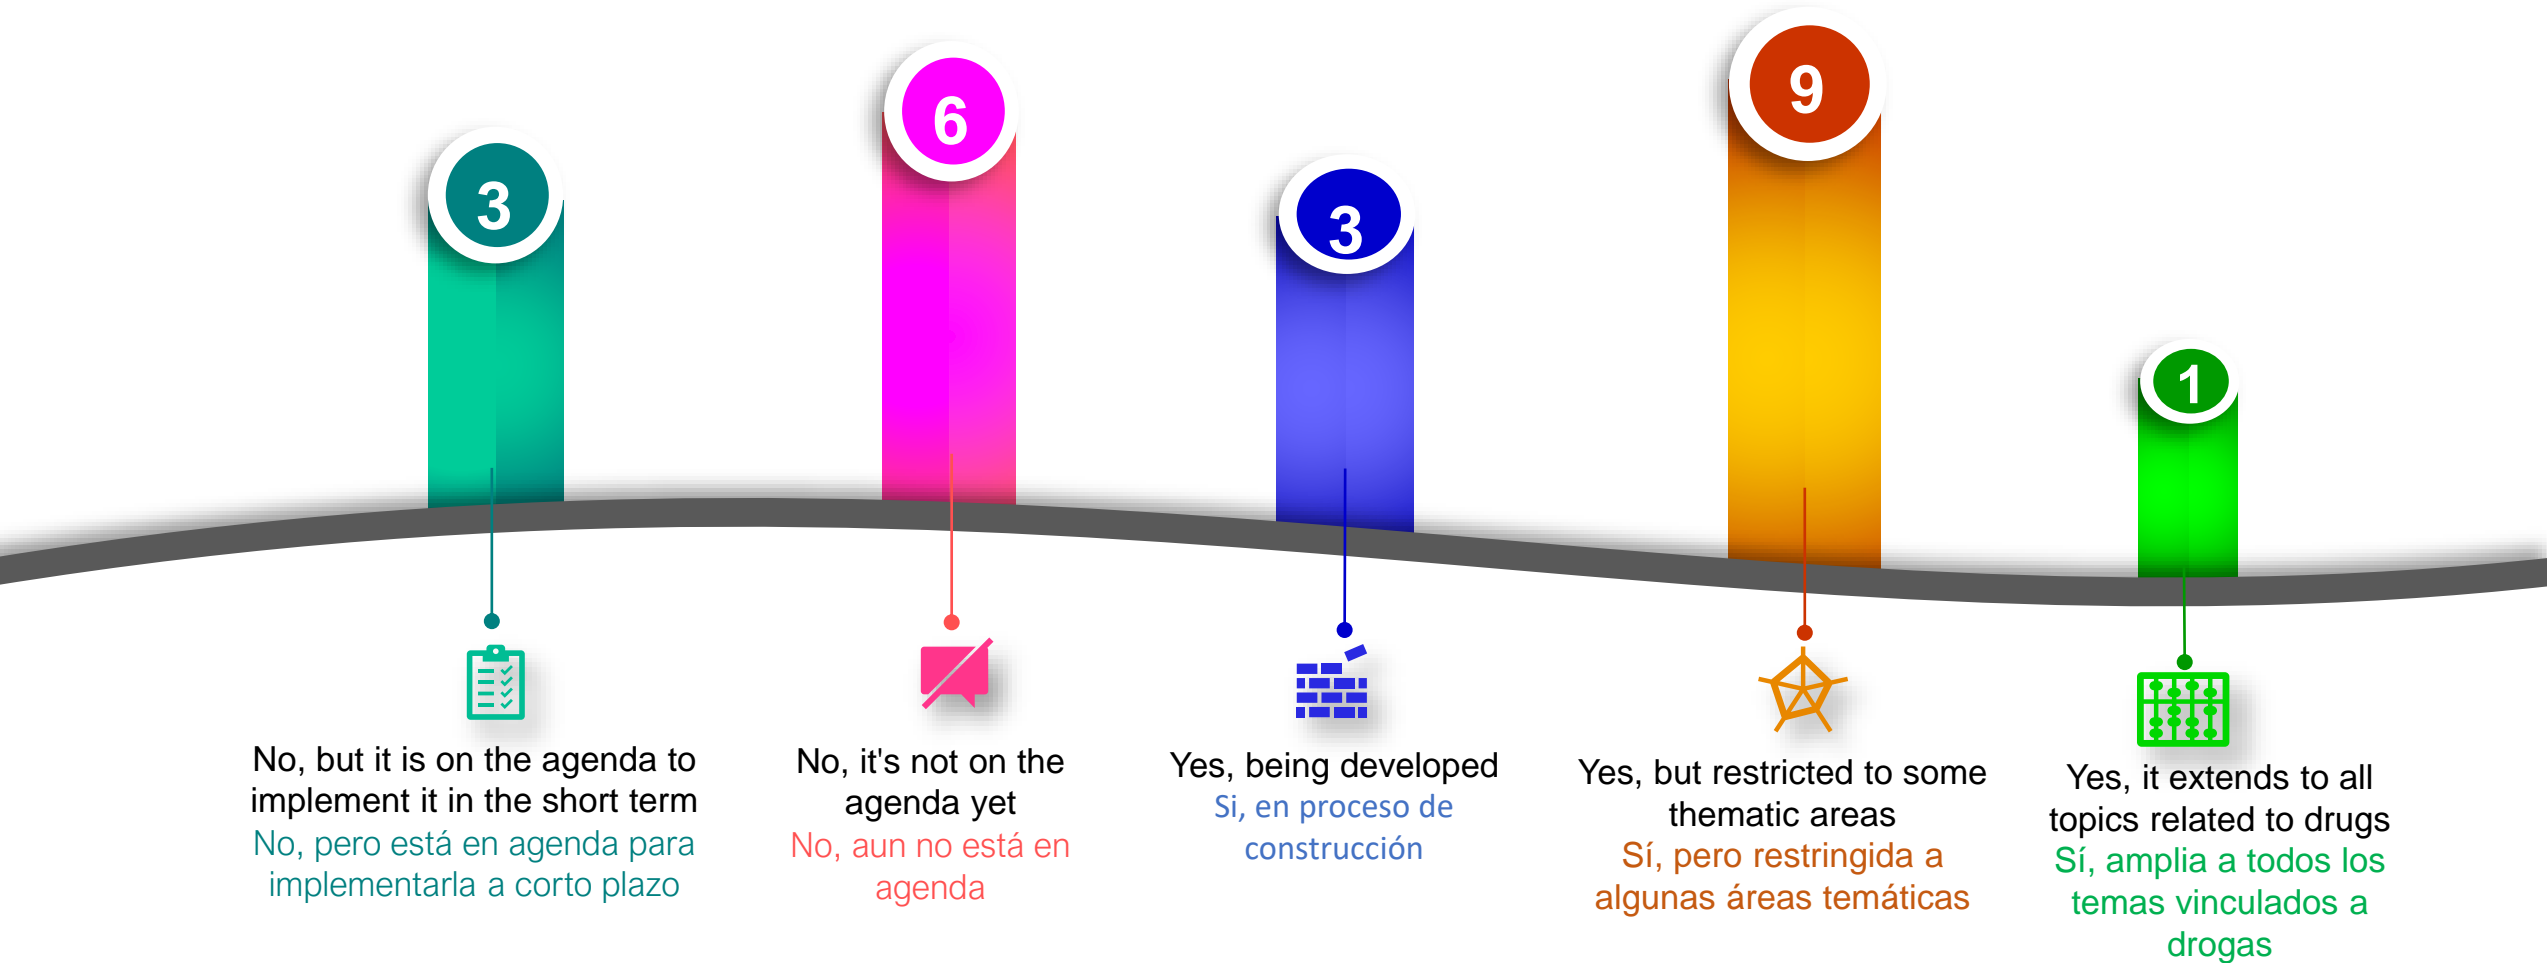 3
No, but it is on the agenda to
implement it in the short term
No, pero está en agenda para
implementarla a corto plazo
6
No, it's not on the
agenda yet
No, aun no está en
agenda
3
Yes, being developed
Si, en proceso de
construcción
9
Yes, but restricted to some
thematic areas
Sí, pero restringida a
algunas áreas temáticas
1
Yes, it extends to all
topics related to drugs
Sí, amplia a todos los
temas vinculados a
drogas